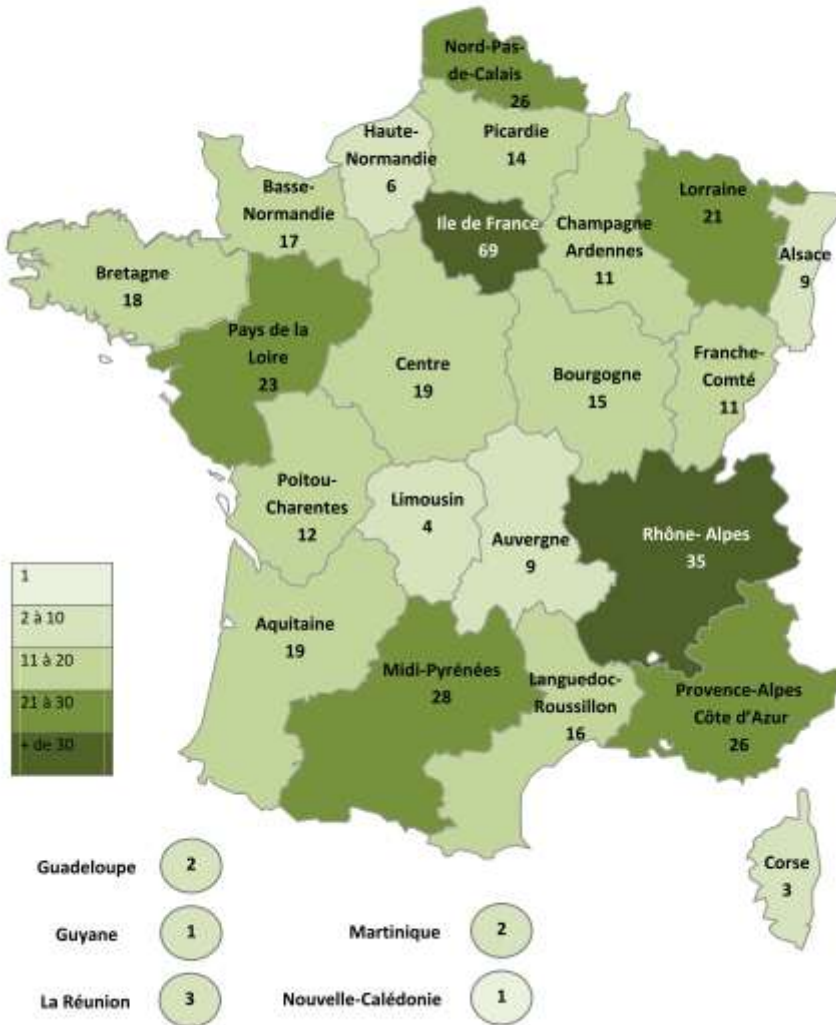 Nord-Pas-
de-Calais
26
Haute-
Normandie
6
Picardie
14
Basse-
Normandie
17
Ile de France
69
Champagne
Ardennes
11
Lorraine
21
Alsace
9
Bretagne
18
Pays de la
Loire
23
Centre
19
Bourgogne
15
Franche-
Comté
11
Poitou-
Charentes
12
Limousin
4
Auvergne
9
Rhône- Alpes
35
1
2 à 10
11 à 20
21 à 30
+ de 30
Aquitaine
19
Midi-Pyrénées
28
Languedoc-
Roussillon
16
Provence-Alpes
Côte d'Azur
26
Corse
3
Guadeloupe 2
Guyane 1
Martinique 2
La Réunion 3
Nouvelle-Calédonie 1